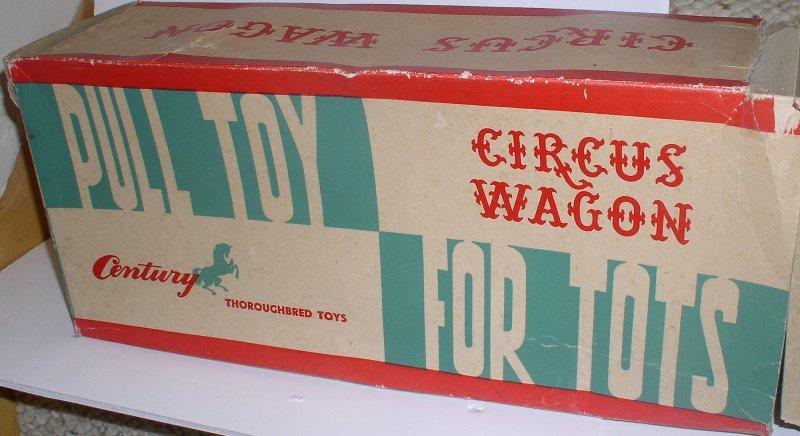 CIRCUS WAGON
PULL TOY
CIRCUS
WAGON
Century
THOROUGHBRED TOYS
FOR TOTS